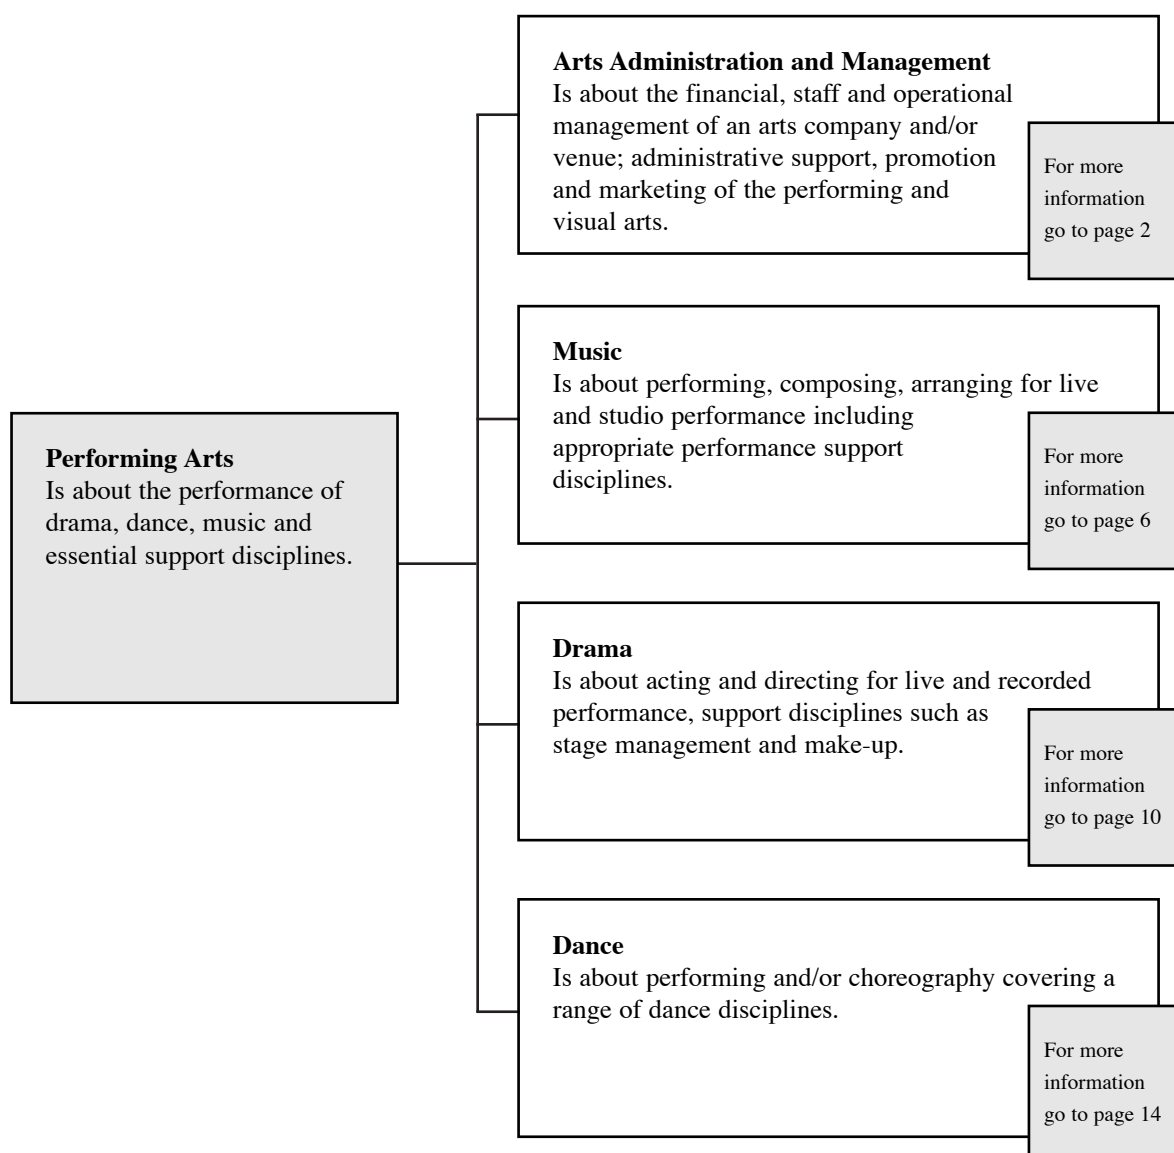 Performing Arts
Is about the performance of
drama, dance, music and
essential support disciplines.
Arts Administration and Management
Is about the financial, staff and operational
management of an arts company and/or
venue; administrative support, promotion
and marketing of the performing and
visual arts.
For more
information
go to page 2
Music
Is about performing, composing, arranging for live
and studio performance including
appropriate performance support
disciplines.
For more
information
go to page 6
Drama
Is about acting and directing for live and recorded
performance, support disciplines such as
stage management and make-up.
For more
information
go to page 10
Dance
Is about performing and/or choreography covering a
range of dance disciplines.
For more
information
go to page 14